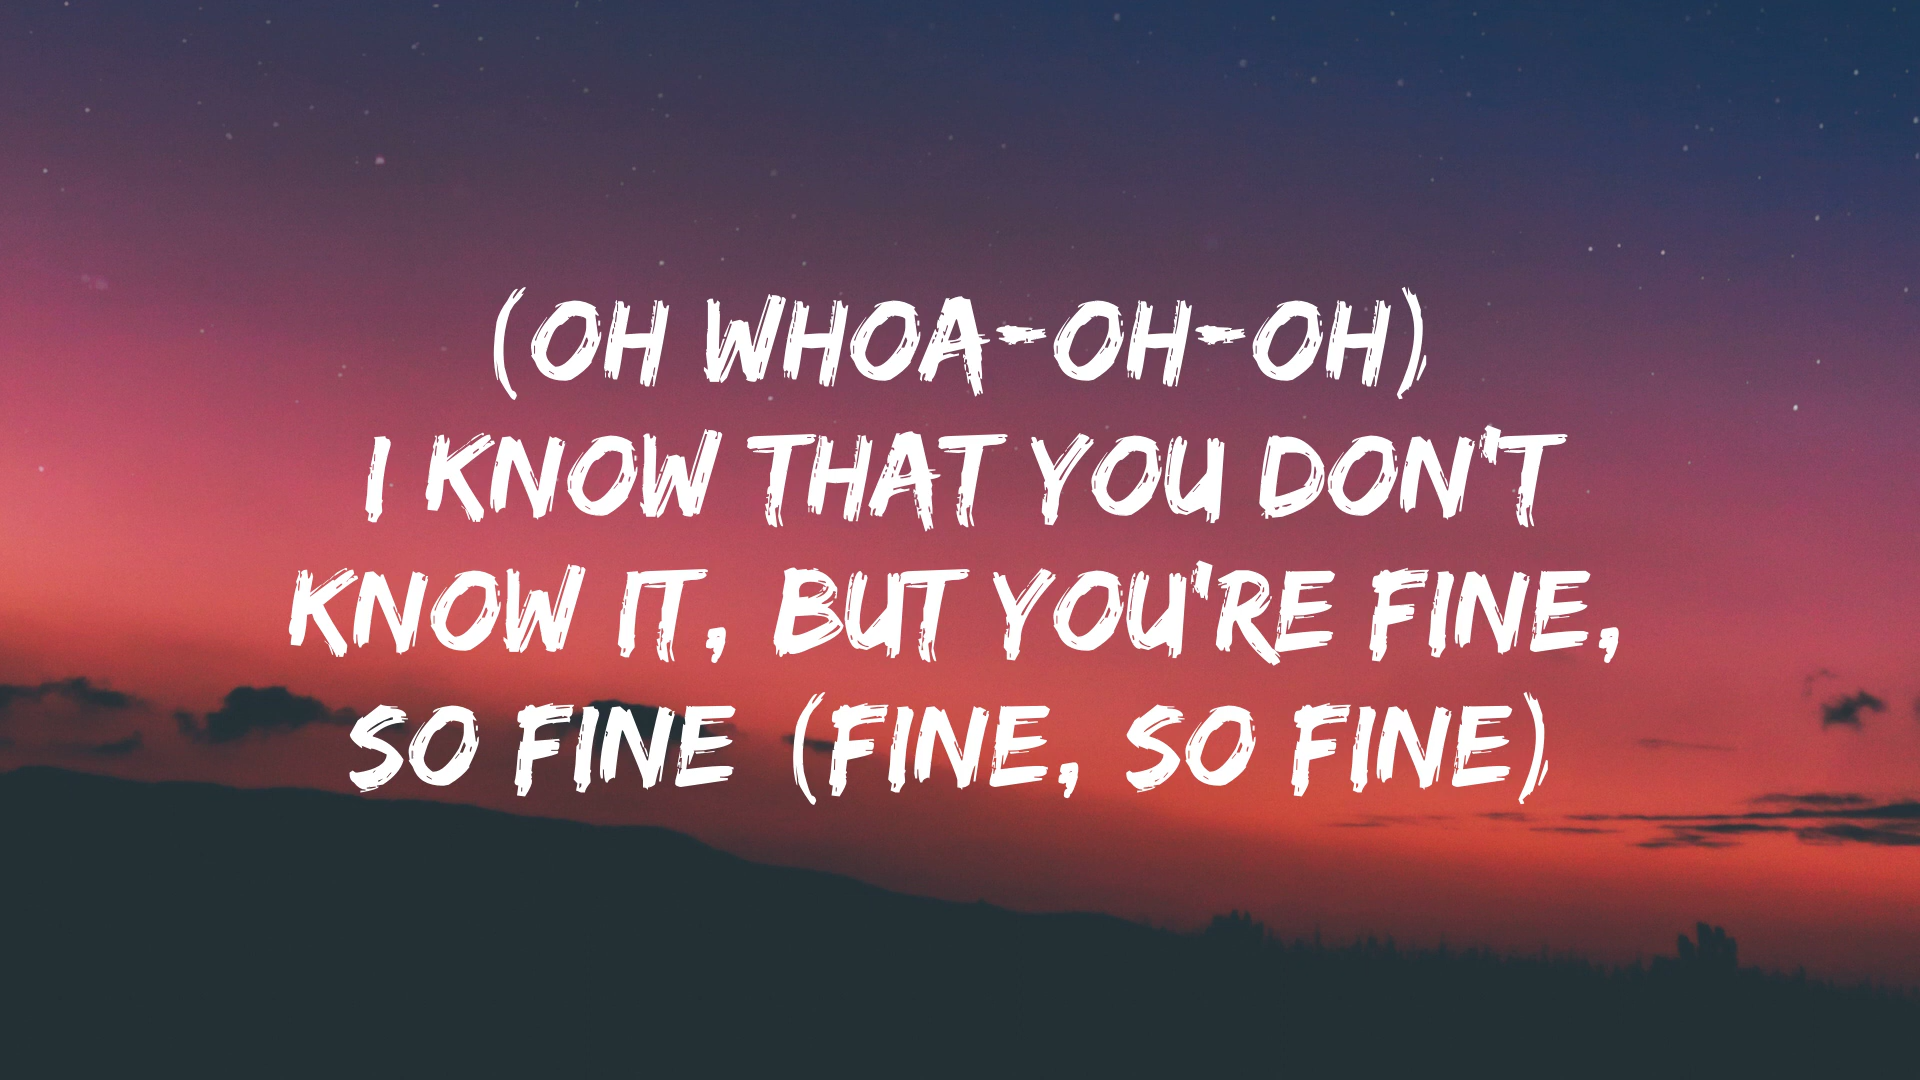 (OH WHOA-OH-OH)
I KNOW THAT YOU DON'T
KNOW IT, BUT YOU'RE FINE,
SO FINE (FINE, SO FINE)